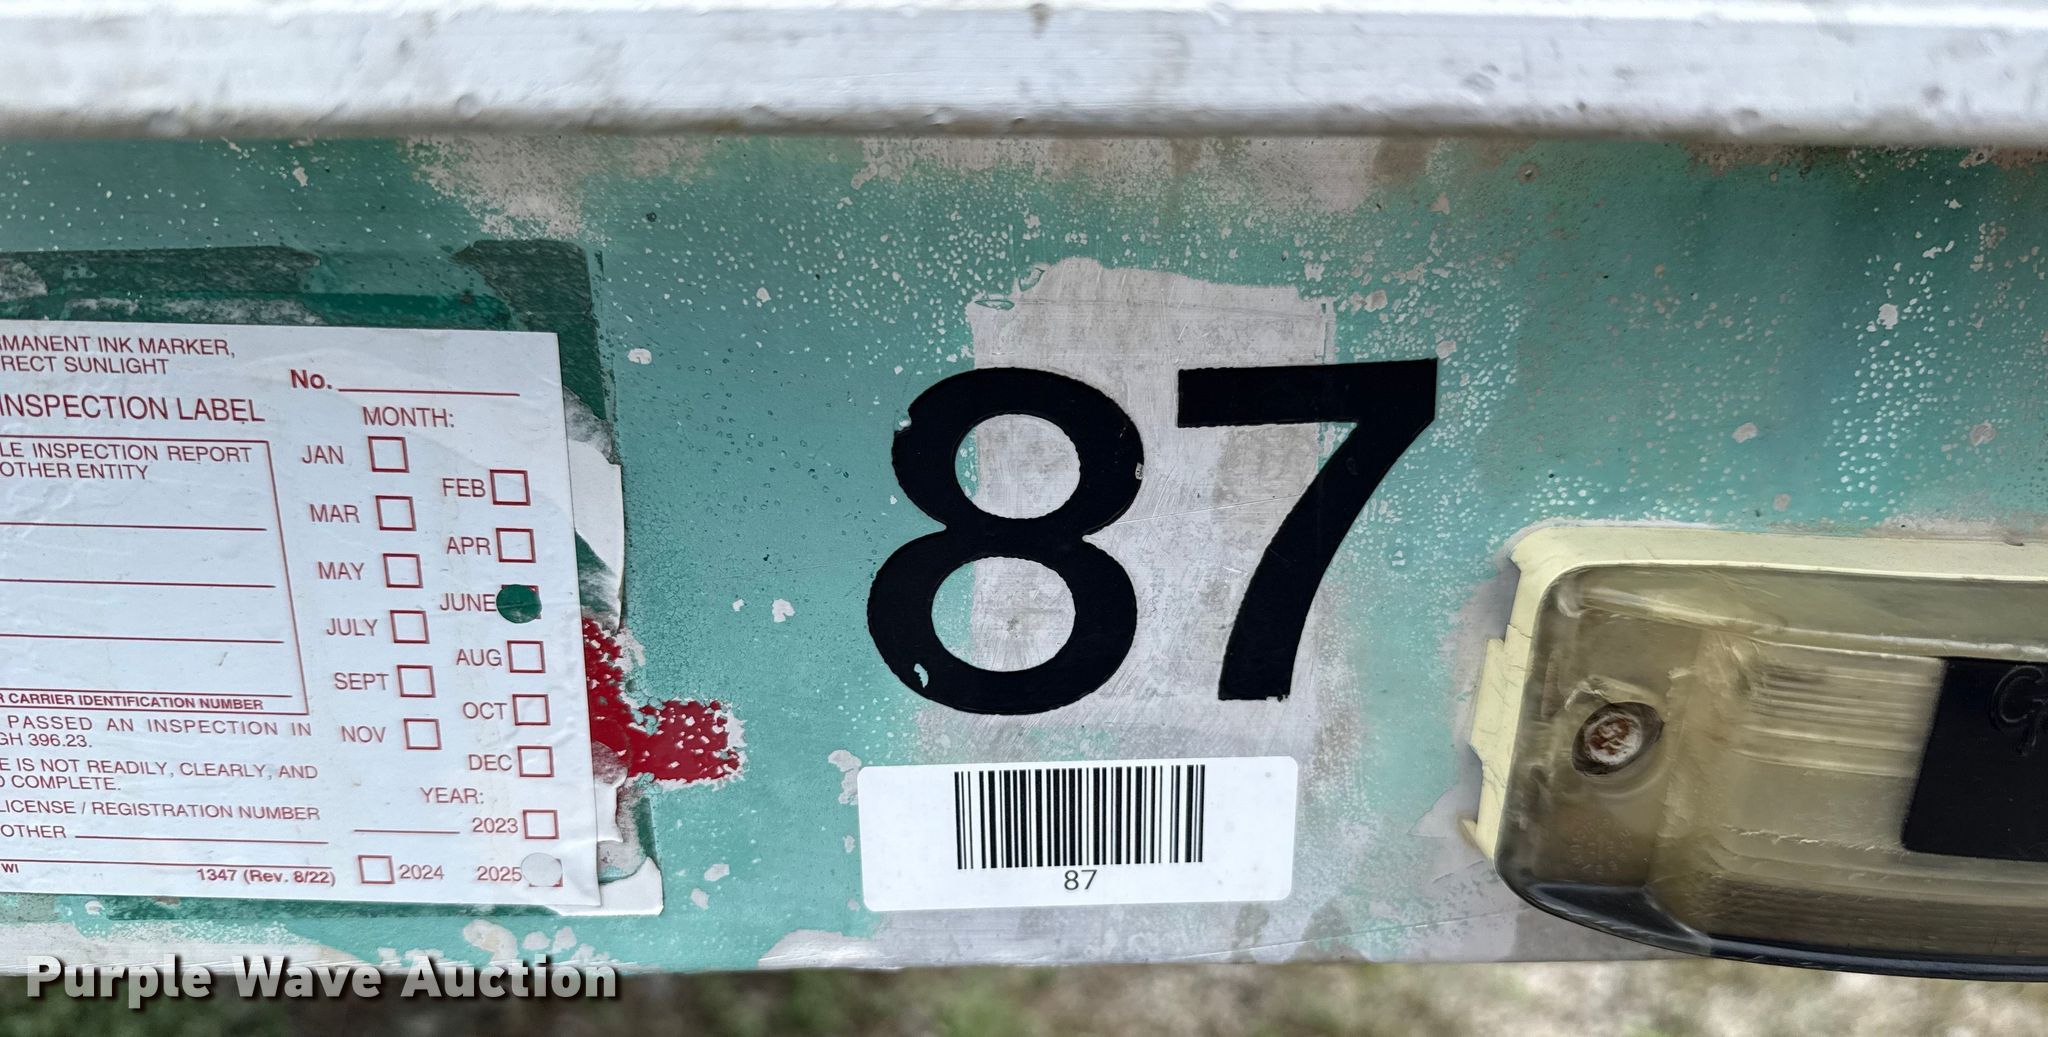 RMANENT INK MARKER,
RECT SUNLIGHT
No.
INSPECTION LABEL
MONTH:
LE INSPECTION REPORT
OTHER ENTITY
JAN
FEB
MAR
APR
MAY
JUNE
JULY
AUG
SEPT
OCT
NOV
DEC
R CARRIER IDENTIFICATION NUMBER
PASSED AN INSPECTION IN
GH 396.23.
E IS NOT READILY, CLEARLY, AND
D COMPLETE.
LICENSE / REGISTRATION NUMBER
OTHER
YEAR:
2023
2024 2025
WI
1347 (Rev. 8/22)
87
87
Purple Wave Auction